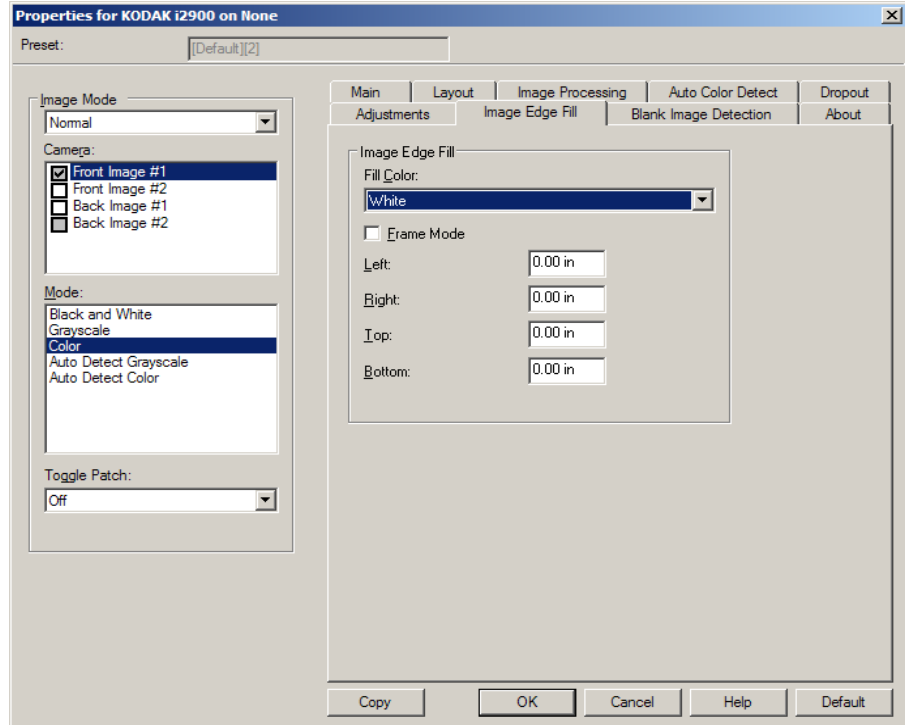 Properties for KODAK i2900 on None
Preset:
[Default][2]
Image Mode
Normal
Camera:
Front Image #1
Front Image #2
Back Image #1
Back Image #2
Mode:
Black and White
Grayscale
Color
Auto Detect Grayscale
Auto Detect Color
Toggle Patch:
Off
Main Layout Image Processing Auto Color Detect Dropout
Adjustments Image Edge Fill Blank Image Detection About
Image Edge Fill
Fill Color:
White
Frame Mode
Left: 0.00 in
Right: 0.00 in
Top: 0.00 in
Bottom: 0.00 in
Copy OK Cancel Help Default